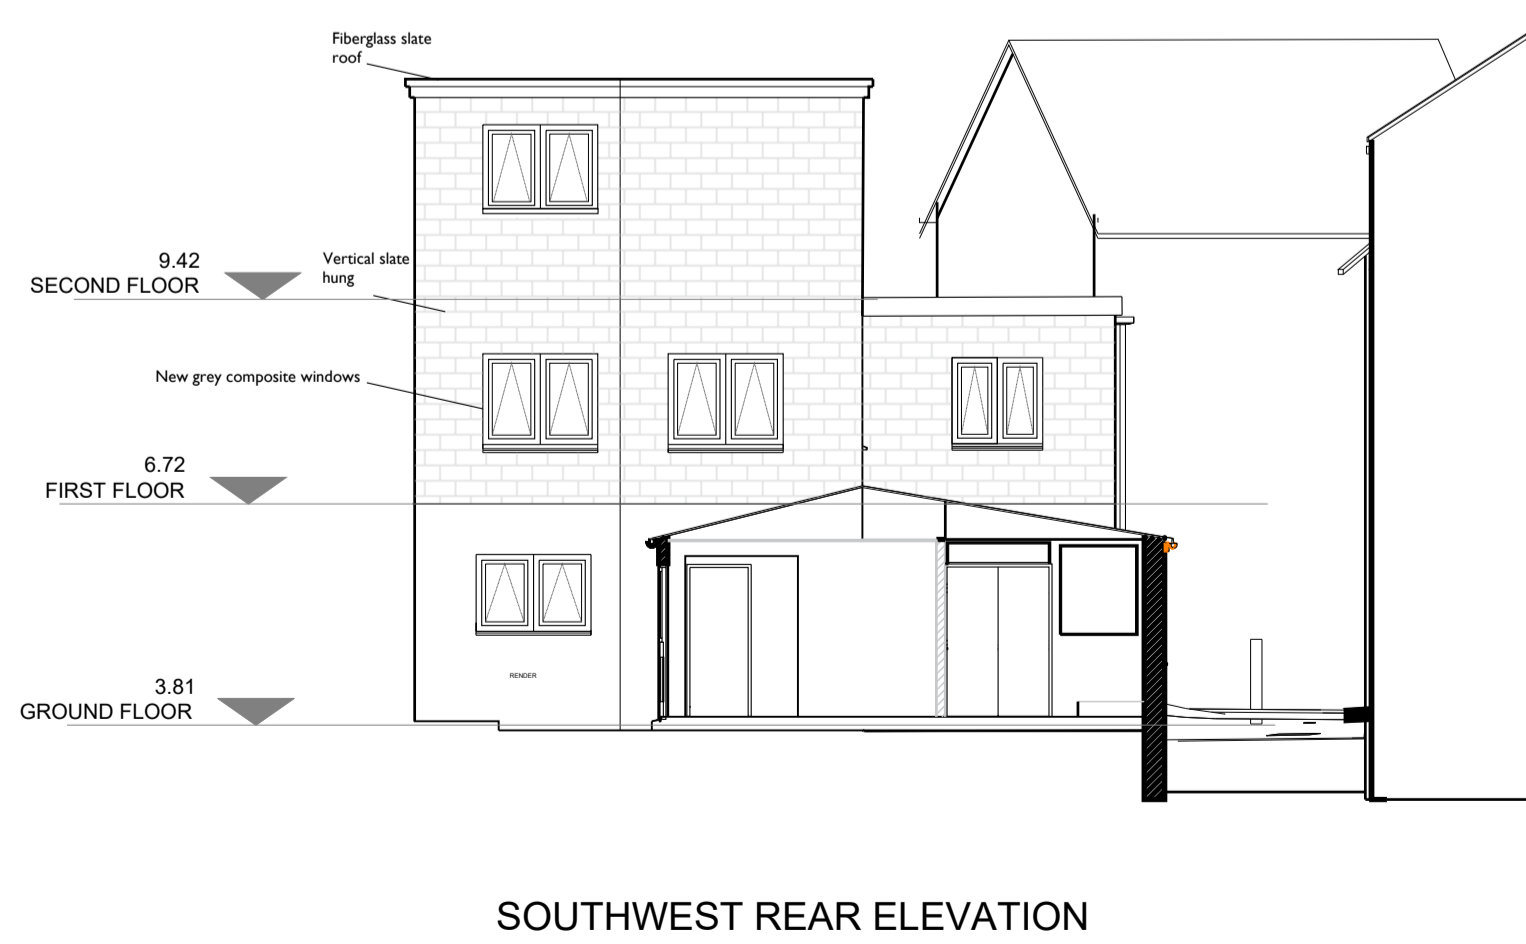 Fiberglass slate
roof
9.42
SECOND FLOOR
Vertical slate
hung
New grey composite windows
6.72
FIRST FLOOR
RENDER
3.81
GROUND FLOOR
SOUTHWEST REAR ELEVATION